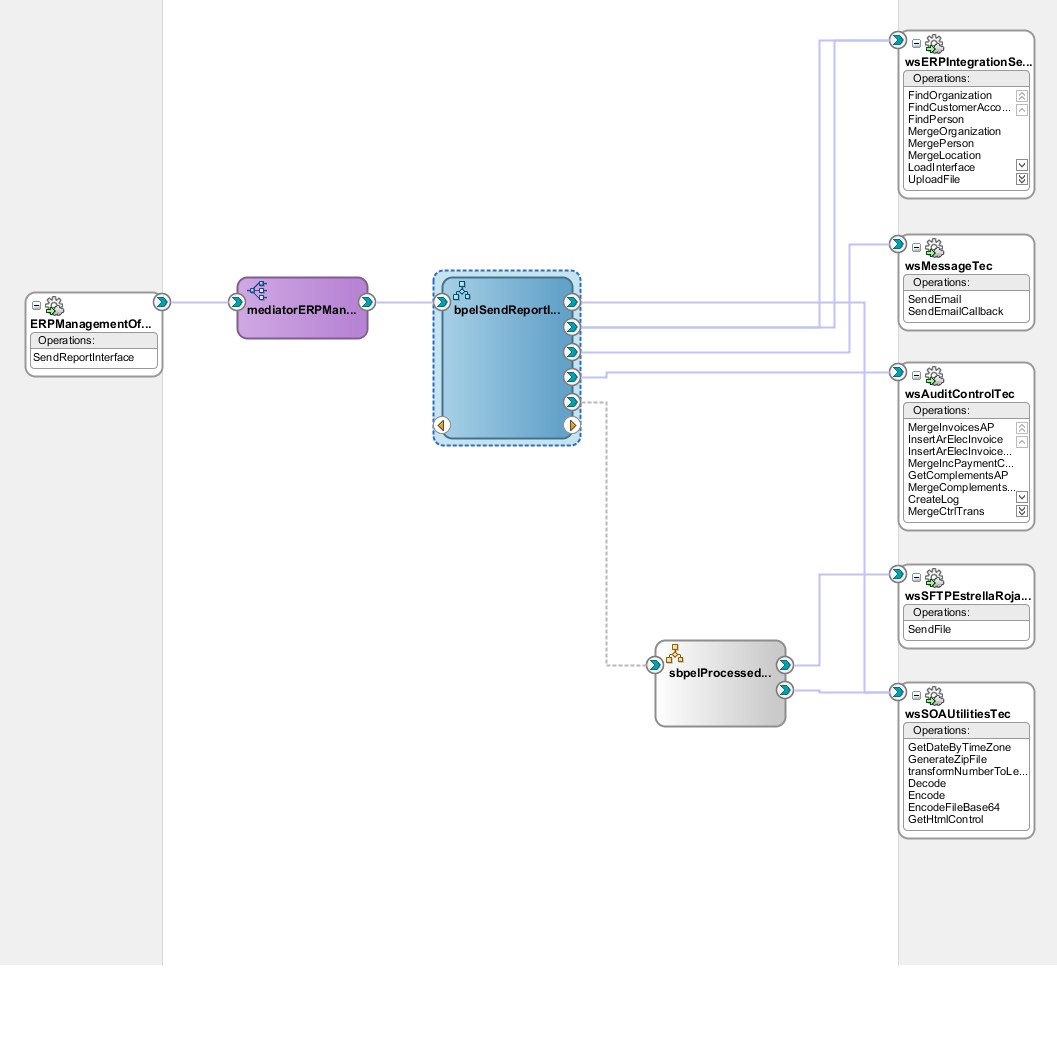 ERPManagementOf...
Operations:
SendReportInterface
mediatorERPMan...
bpelSendReportI...
sbpelProcessed...
wsERPIntegrationSe...
Operations:
FindOrganization
FindCustomerAcco...
FindPerson
MergeOrganization
MergePerson
MergeLocation
LoadInterface
UploadFile
wsMessageTec
Operations:
SendEmail
SendEmailCallback
wsAuditControlTec
Operations:
MergeInvoicesAP
InsertArElecInvoice
InsertArElecInvoice...
MergeIncPaymentC...
GetComplementsAP
MergeComplements...
CreateLog
MergeCtrlTrans
wsSFTPEstrellaRoja...
Operations:
SendFile
wsSOAUtilitiesTec
Operations:
GetDateByTimeZone
GenerateZipFile
transformNumberToLe...
Decode
Encode
EncodeFileBase64
GetHtmlControl